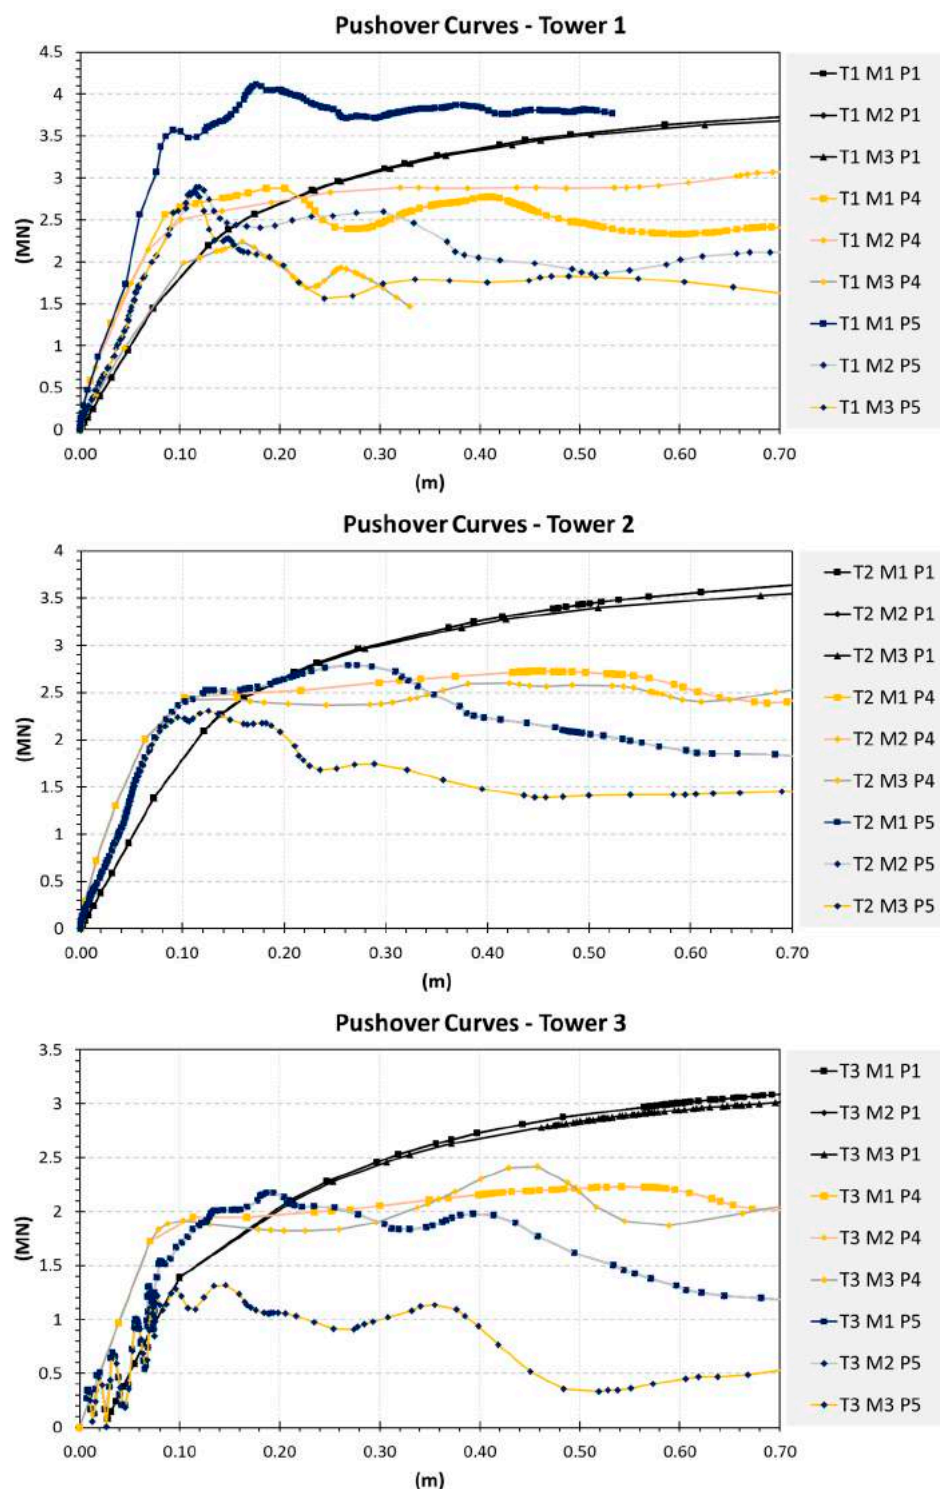 Pushover Curves - Tower 1
4.5
4
3.5
3
2.5
2
1.5
1
0.5
0
(MN)
0.00 0.10 0.20 0.30 0.40 0.50 0.60 0.70
(m)
T1 M1 P1
T1 M2 P1
T1 M3 P1
T1 M1 P4
T1 M2 P4
T1 M3 P4
T1 M1 P5
T1 M2 P5
T1 M3 P5
Pushover Curves - Tower 2
4
3.5
3
2.5
2
1.5
1
0.5
0
(MN)
0.00 0.10 0.20 0.30 0.40 0.50 0.60 0.70
(m)
T2 M1 P1
T2 M2 P1
T2 M3 P1
T2 M1 P4
T2 M2 P4
T2 M3 P4
T2 M1 P5
T2 M2 P5
T2 M3 P5
Pushover Curves - Tower 3
3.5
3
2.5
2
1.5
1
0.5
0
(MN)
0.00 0.10 0.20 0.30 0.40 0.50 0.60 0.70
(m)
T3 M1 P1
T3 M2 P1
T3 M3 P1
T3 M1 P4
T3 M2 P4
T3 M3 P4
T3 M1 P5
T3 M2 P5
T3 M3 P5